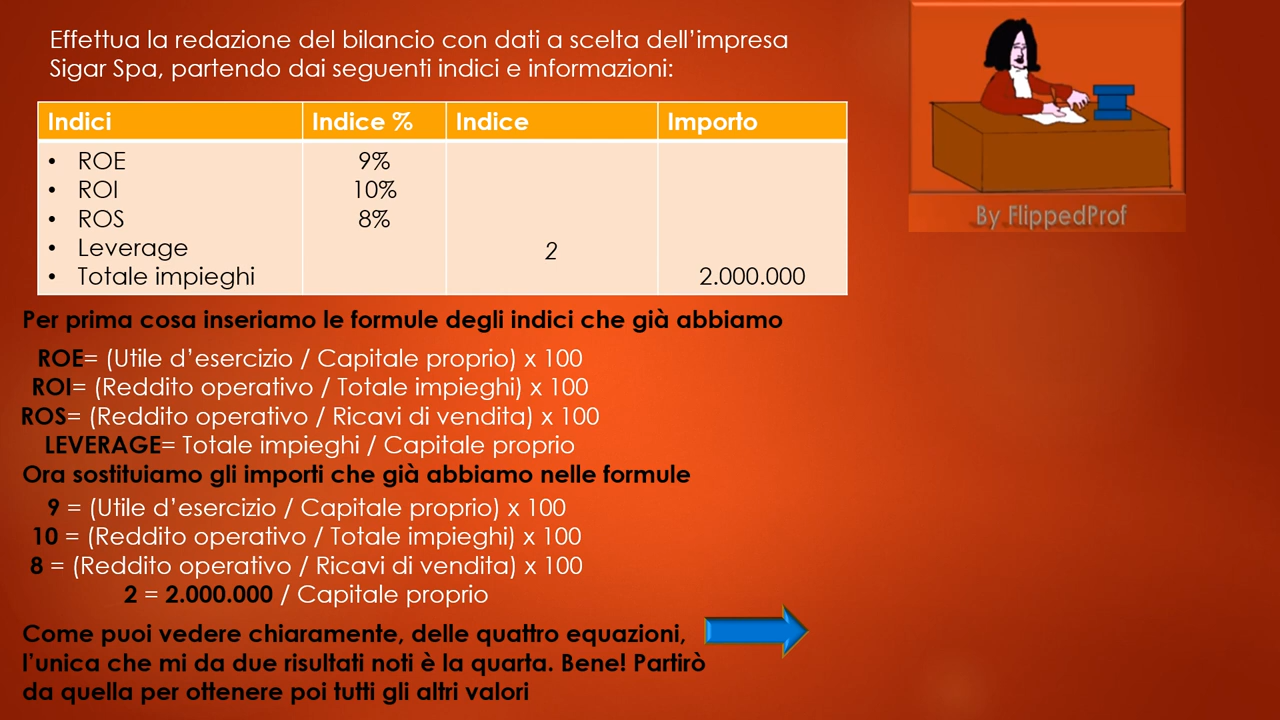 Effettua la redazione del bilancio con dati a scelta dell'impresa
Sigar Spa, partendo dai seguenti indici e informazioni:
Indici Indice % Indice Importo
• ROE 9%
• ROI 10%
• ROS 8%
• Leverage 2
• Totale impieghi 2.000.000
By FlippedProf
Per prima cosa inseriamo le formule degli indici che già abbiamo
ROE= (Utile d'esercizio / Capitale proprio) x 100
ROI= (Reddito operativo / Totale impieghi) x 100
ROS= (Reddito operativo / Ricavi di vendita) x 100
LEVERAGE= Totale impieghi / Capitale proprio
Ora sostituiamo gli importi che già abbiamo nelle formule
9 = (Utile d'esercizio / Capitale proprio) x 100
10 = (Reddito operativo / Totale impieghi) x 100
8 = (Reddito operativo / Ricavi di vendita) x 100
2 = 2.000.000 / Capitale proprio
Come puoi vedere chiaramente, delle quattro equazioni,
l'unica che mi da due risultati noti è la quarta. Bene! Partirò
da quella per ottenere poi tutti gli altri valori